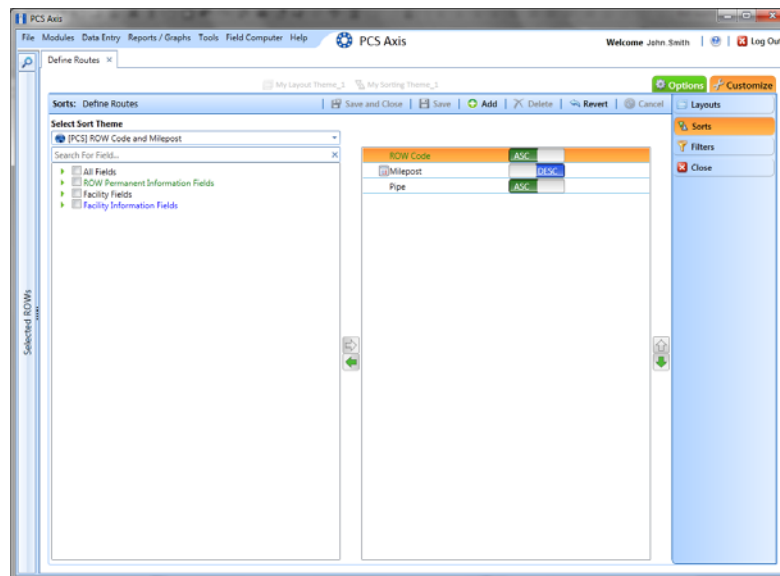 PCS Axis
File Modules Data Entry Reports / Graphs Tools Field Computer Help
PCS Axis
Welcome John Smith | Log Out
Define Routes ×
My Layout Theme_1 My Sorting Theme_1
Options Customize
Sorts: Define Routes | Save and Close | Save | Add | Delete | Revert | Cancel
Layouts
Sorts
Filters
Close
Select Sort Theme
[PCS] ROW Code and Milepost
Search For Field...
All Fields
ROW Permanent Information Fields
Facility Fields
Facility Information Fields
ROW Code ASC
Milepost DESC
Pipe ASC
Selected ROWs